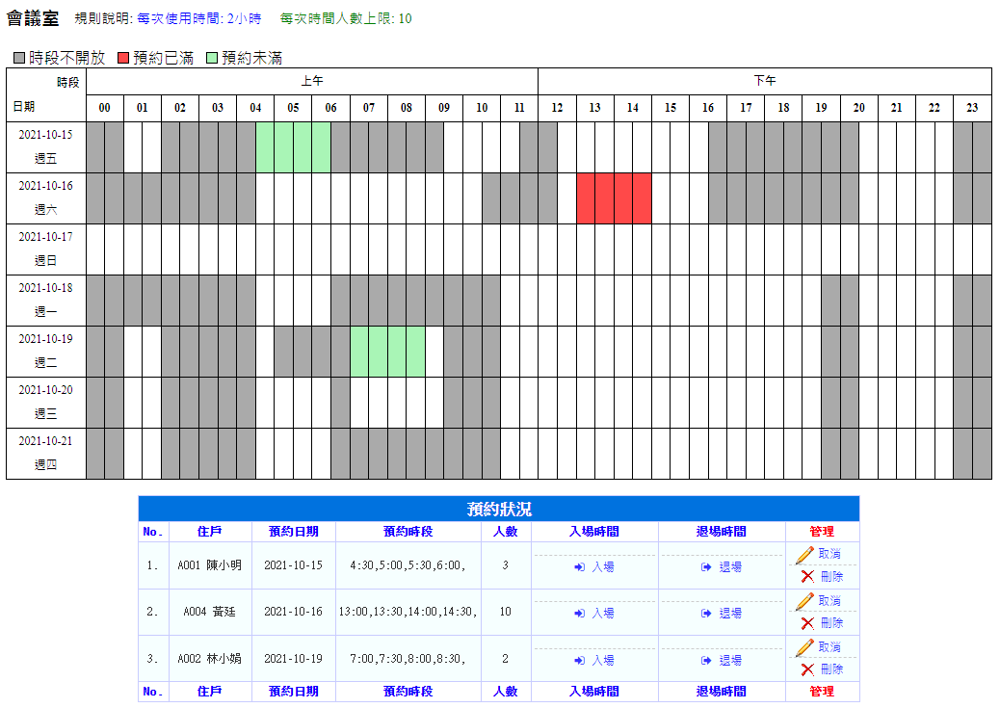 會議室 規則說明: 每次使用時間: 2小時 每次時間人數上限: 10
時段不開放 預約已滿 預約未滿
時段 上午 下午
日期 00 01 02 03 04 05 06 07 08 09 10 11 12 13 14 15 16 17 18 19 20 21 22 23
2021-10-15
週五
2021-10-16
週六
2021-10-17
週日
2021-10-18
週一
2021-10-19
週二
2021-10-20
週三
2021-10-21
週四
預約狀況
No. 住戶 預約日期 預約時段 人數 入場時間 退場時間 管理
1. A001 陳小明 2021-10-15 4:30,5:00,5:30,6:00, 3 入場 退場 取消
刪除
2. A004 黃廷 2021-10-16 13:00,13:30,14:00,14:30, 10 入場 退場 取消
刪除
3. A002 林小娟 2021-10-19 7:00,7:30,8:00,8:30, 2 入場 退場 取消
刪除
No. 住戶 預約日期 預約時段 人數 入場時間 退場時間 管理